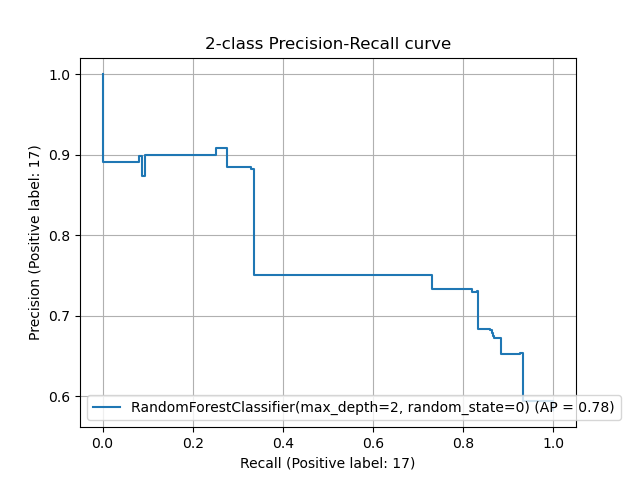 2-class Precision-Recall curve
1.0
0.9
0.8
0.7
0.6
Precision (Positive label: 17)
RandomForestClassifier(max_depth=2, random_state=0) (AP = 0.78)
0.0 0.2 0.4 0.6 0.8 1.0
Recall (Positive label: 17)